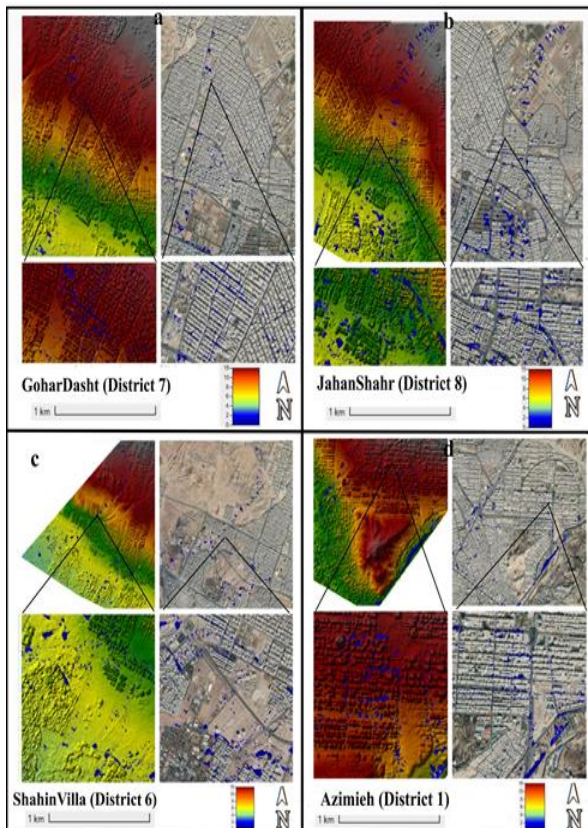 a
GoharDasht (District 7)
1 km
N
b
JahanShahr (District 8)
1 km
N
c
ShahinVilla (District 6)
1 km
N
d
Azimieh (District 1)
1 km
N